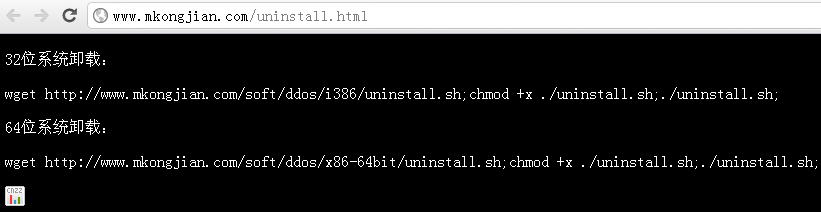 www.mkongjian.com/uninstall.html
32位系统卸载:
wget http://www.mkongjian.com/soft/ddos/i386/uninstall.sh;chmod +x ./uninstall.sh;./uninstall.sh;
64位系统卸载:
wget http://www.mkongjian.com/soft/ddos/x86-64bit/uninstall.sh;chmod +x ./uninstall.sh;./uninstall.sh;
CNZZ